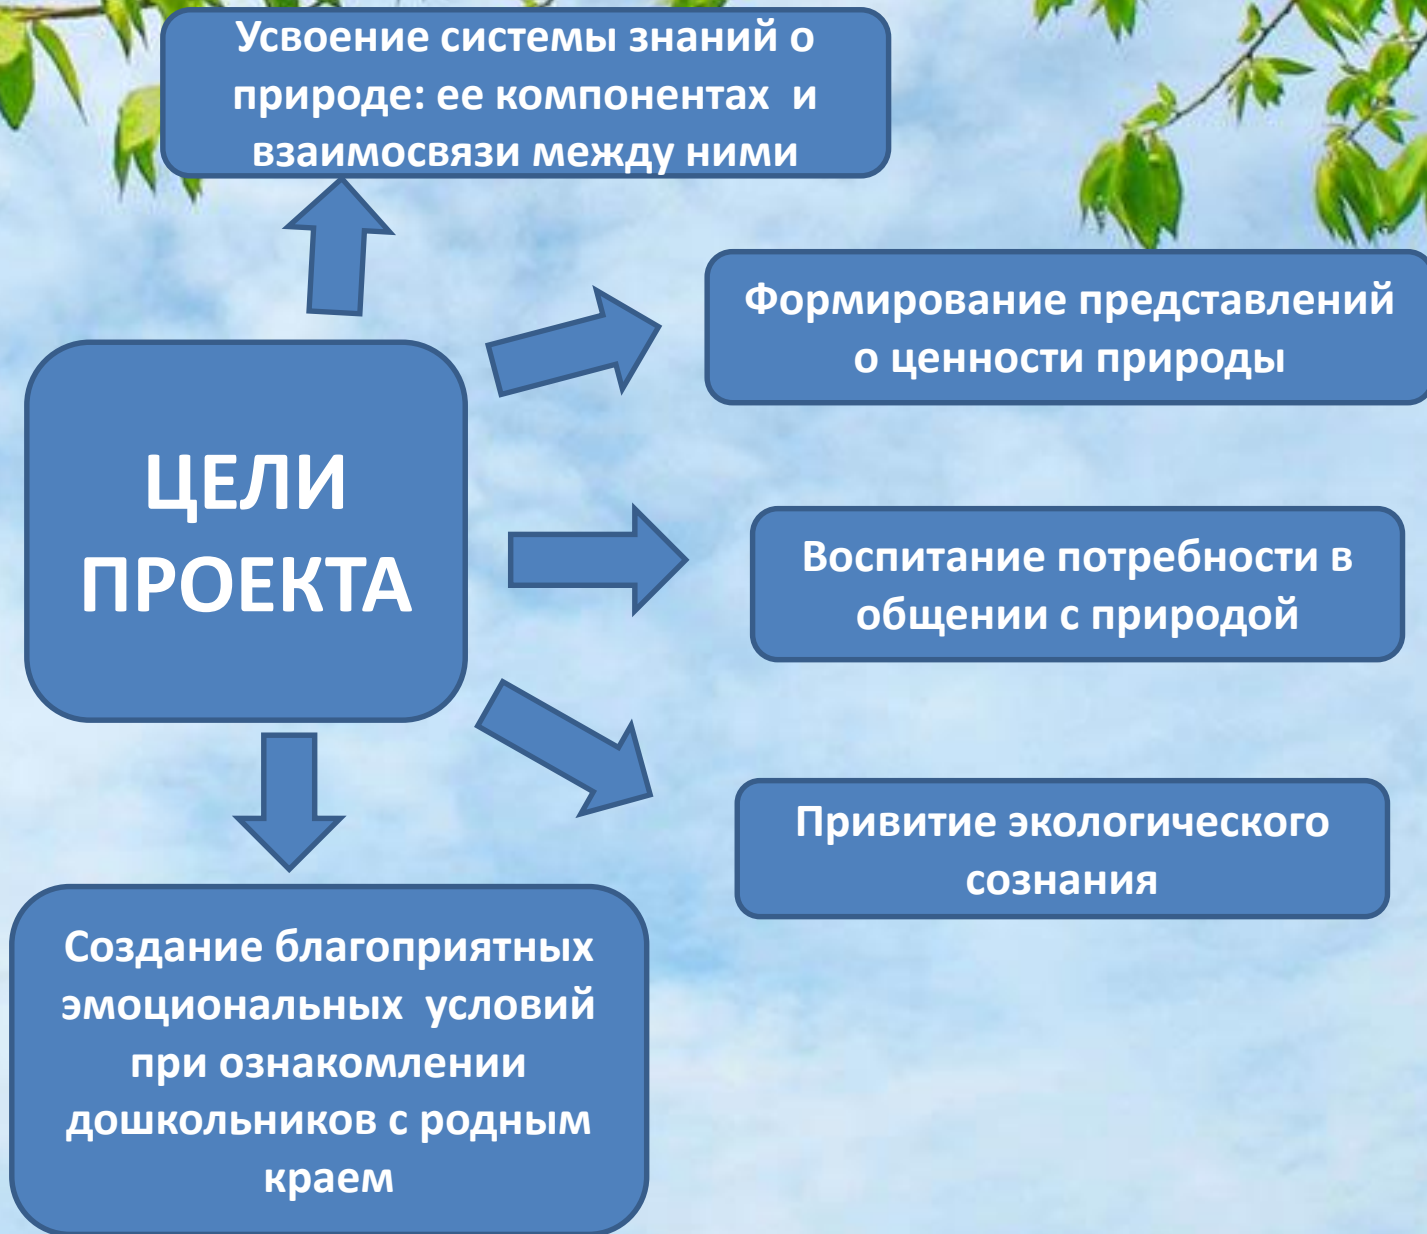 Усвоение системы знаний о
природе: ее компонентах и
взаимосвязи между ними
Формирование представлений
о ценности природы
ЦЕЛИ
ПРОЕКТА
Воспитание потребности в
общении с природой
Привитие экологического
сознания
Создание благоприятных
эмоциональных условий
при ознакомлении
дошкольников с родным
краем